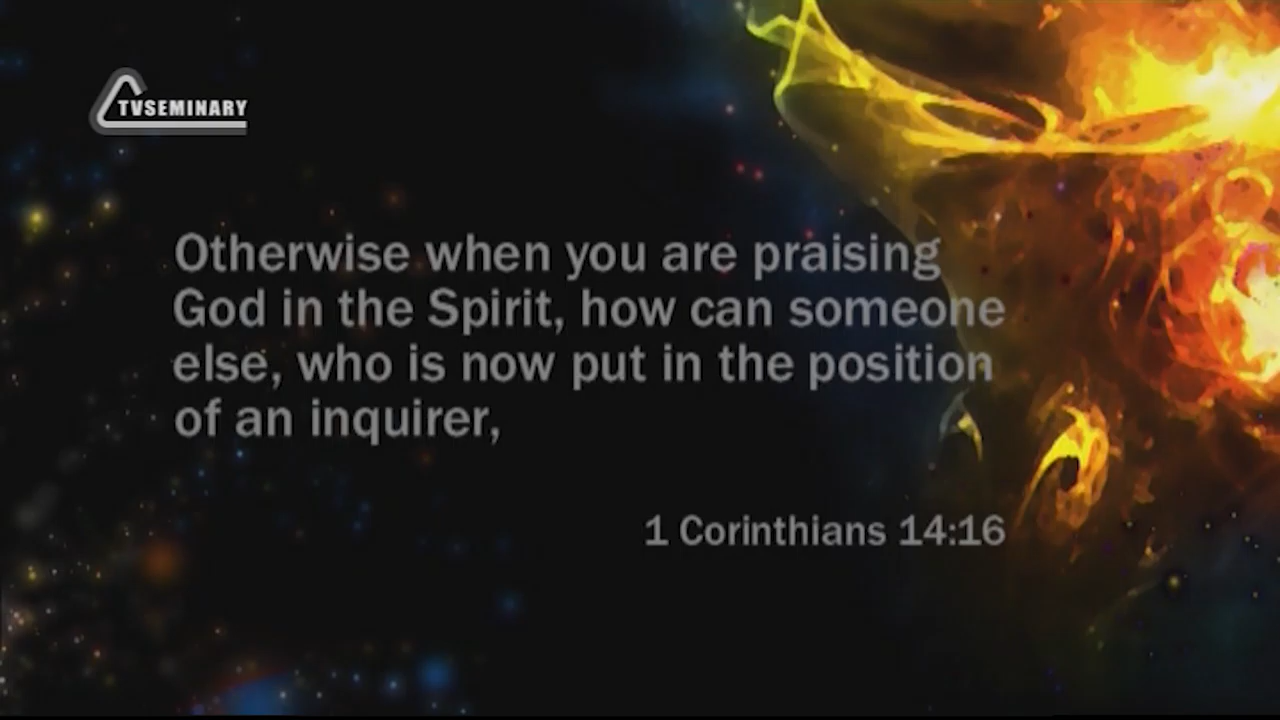 TVSEMINARY
Otherwise when you are praising
God in the Spirit, how can someone
else, who is now put in the position
of an inquirer,
1 Corinthians 14:16